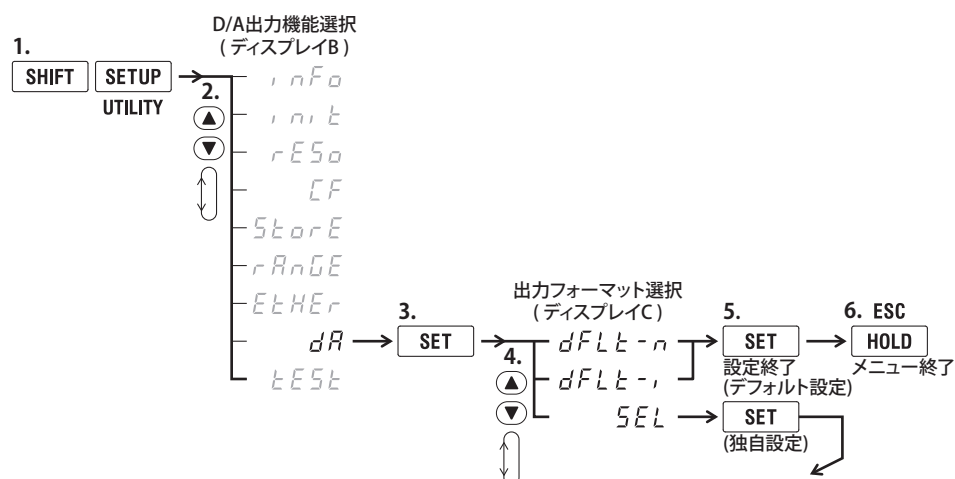 D/A出力機能選択
( ディスプレイB )
1.
SHIFT SETUP
UTILITY
2.
inFo
init
rESo
CF
StorE
rAnGE
EtHEr
dA
tESt
3.
SET
出力フォーマット選択
( ディスプレイC )
4.
dFLt-n
dFLt-i
SEL
5.
SET
設定終了
(デフォルト設定)
SET
(独自設定)
6. ESC
HOLD
メニュー終了